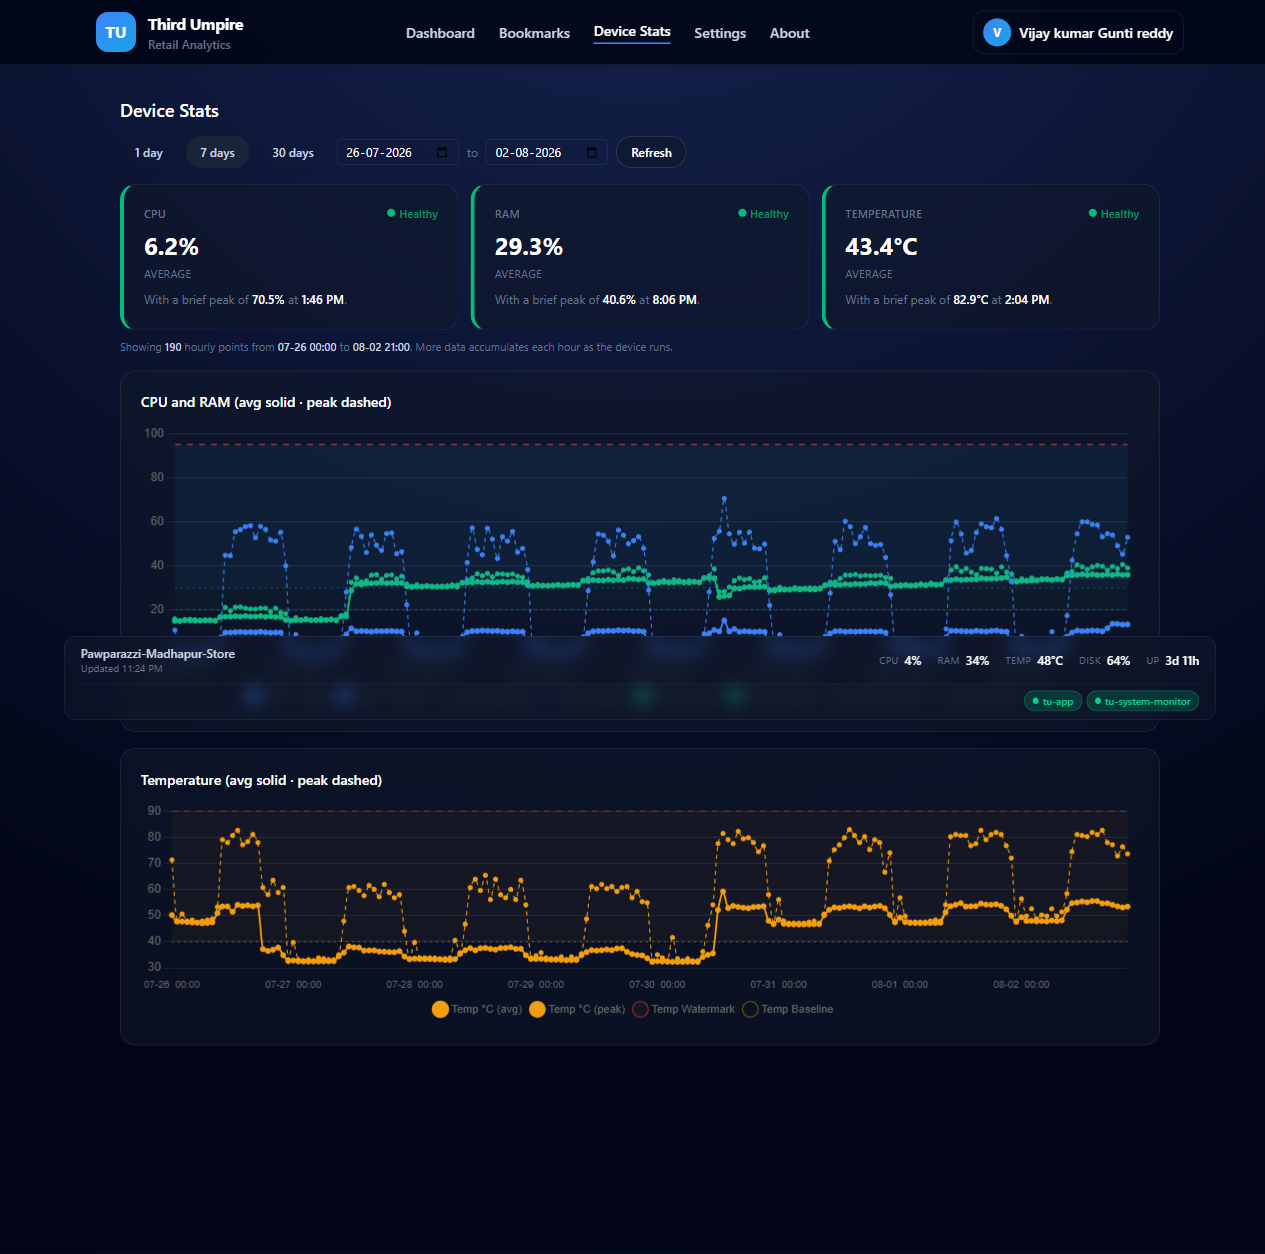 TU
Third Umpire
Retail Analytics
Dashboard Bookmarks Device Stats Settings About
V Vijay kumar Gunti reddy
Device Stats
1 day 7 days 30 days 26-07-2026 to 02-08-2026 Refresh
CPU Healthy
6.2%
AVERAGE
With a brief peak of 70.5% at 1:46 PM.
RAM Healthy
29.3%
AVERAGE
With a brief peak of 40.6% at 8:06 PM.
TEMPERATURE Healthy
43.4°C
AVERAGE
With a brief peak of 82.9°C at 2:04 PM.
Showing 190 hourly points from 07-26 00:00 to 08-02 21:00. More data accumulates each hour as the device runs.
CPU and RAM (avg solid · peak dashed)
100
80
60
40
20
Pawparazzi-Madhapur-Store
Updated 11:24 PM
CPU 4% RAM 34% TEMP 48°C DISK 64% UP 3d 11h
tu-app tu-system-monitor
Temperature (avg solid · peak dashed)
90
80
70
60
50
40
30
07-26 00:00 07-27 00:00 07-28 00:00 07-29 00:00 07-30 00:00 07-31 00:00 08-01 00:00 08-02 00:00
Temp °C (avg) Temp °C (peak) Temp Watermark Temp Baseline